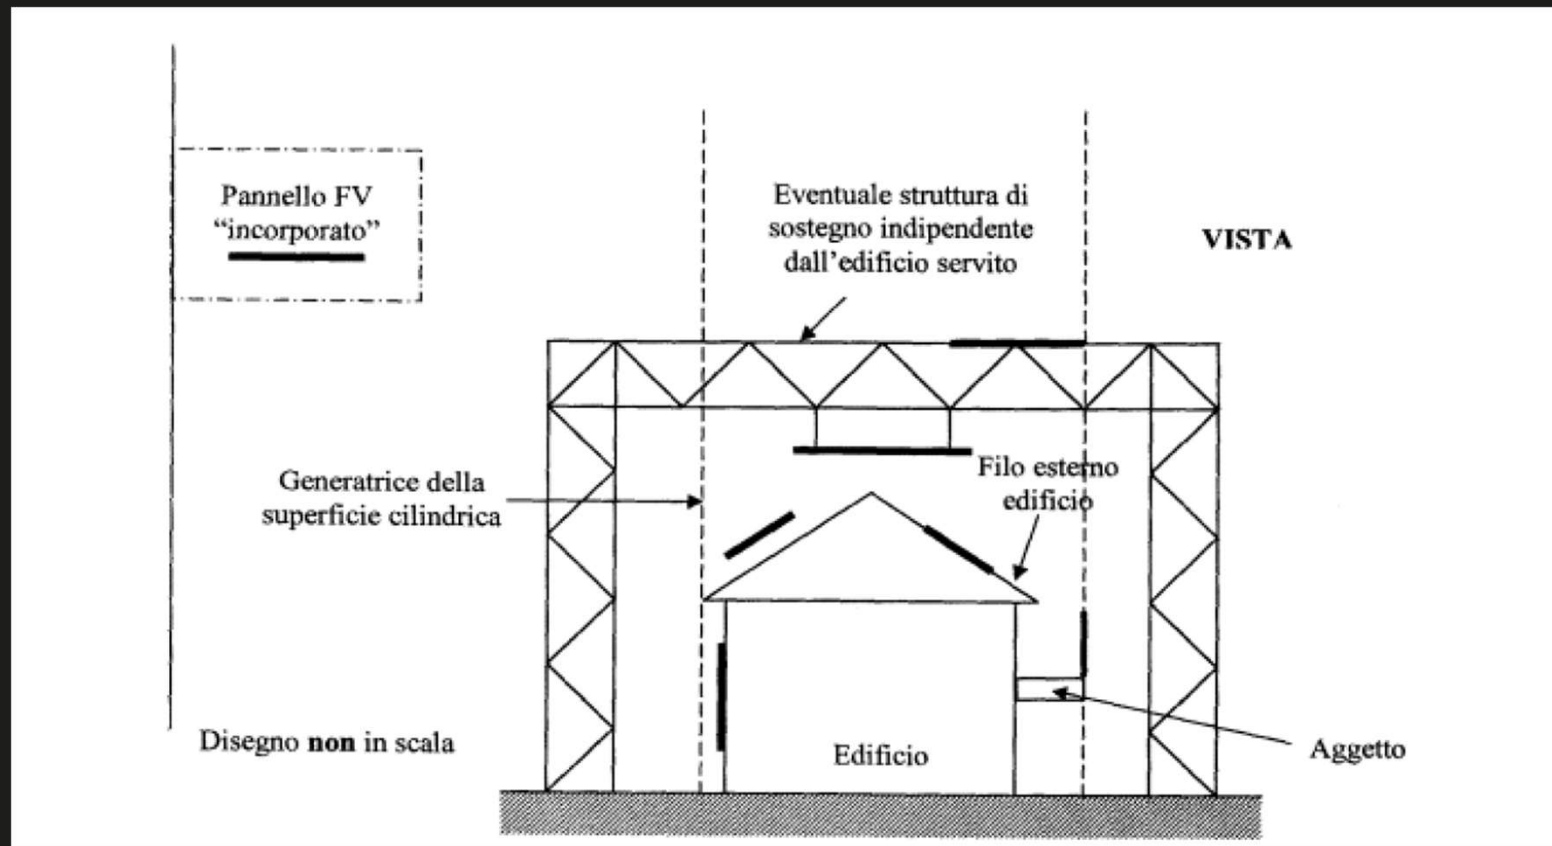 Pannello FV
“incorporato”
Eventuale struttura di
sostegno indipendente
dall’edificio servito
VISTA
Generatrice della
superficie cilindrica
Filo esterno
edificio
Disegno non in scala
Edificio
Aggetto